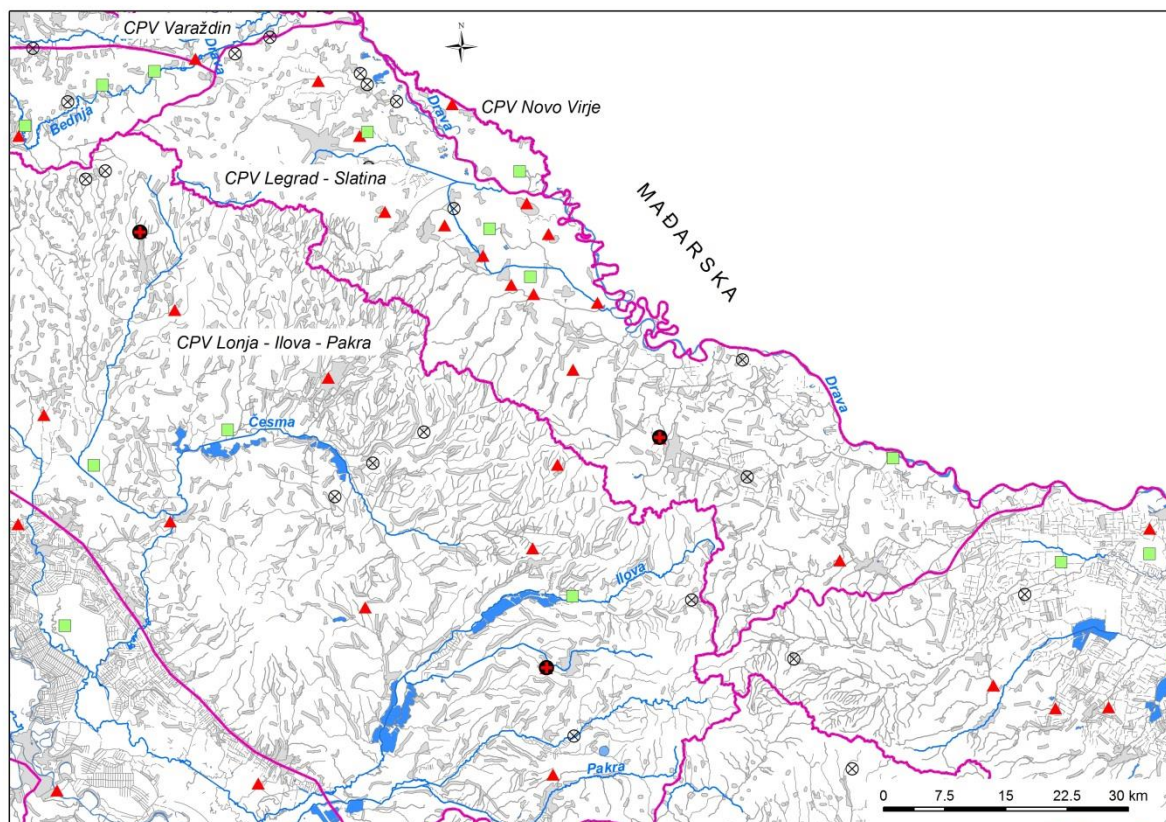 CPV Varaždin
N
Drava
Bednja
Drava
CPV Novo Virje
CPV Legrad - Slatina
MAĐARSKA
CPV Lonja - Ilova - Pakra
Česma
Drava
Ilova
Pakra
0 7.5 15 22.5 30 km